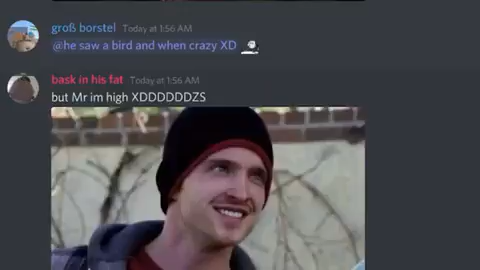 groß borstel Today at 1:56 AM
@he saw a bird and when crazy XD
bask in his fat Today at 1:56 AM
but Mr im high XDDDDDDZS